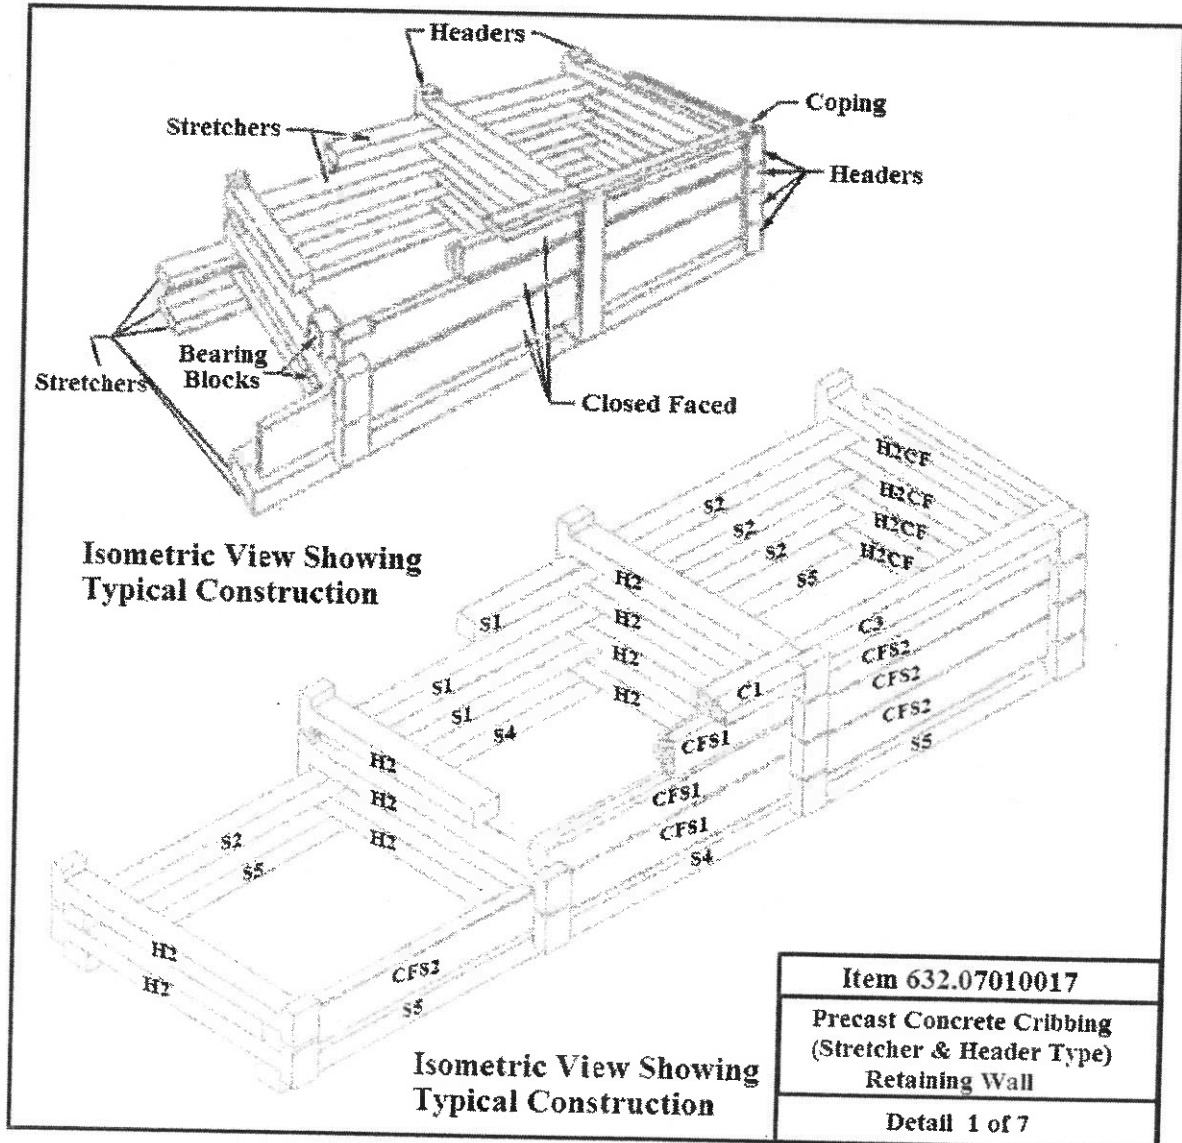 Headers
Coping
Stretchers
Headers
Bearing
Blocks
Stretchers
Closed Faced
Isometric View Showing
Typical Construction
H2CF
H2CF
H2CF
H2CF
S2
S2
S2
S5
H2
H2
H2
H2
S1
S1
S1
S4
C3
CFS2
CFS2
CFS2
S5
C1
CFS1
CFS1
CFS1
S4
H2
H2
H2
S2
S5
H2
H2
CFS2
S5
Isometric View Showing
Typical Construction
Item 632.07010017
Precast Concrete Cribbing
(Stretcher & Header Type)
Retaining Wall
Detail 1 of 7